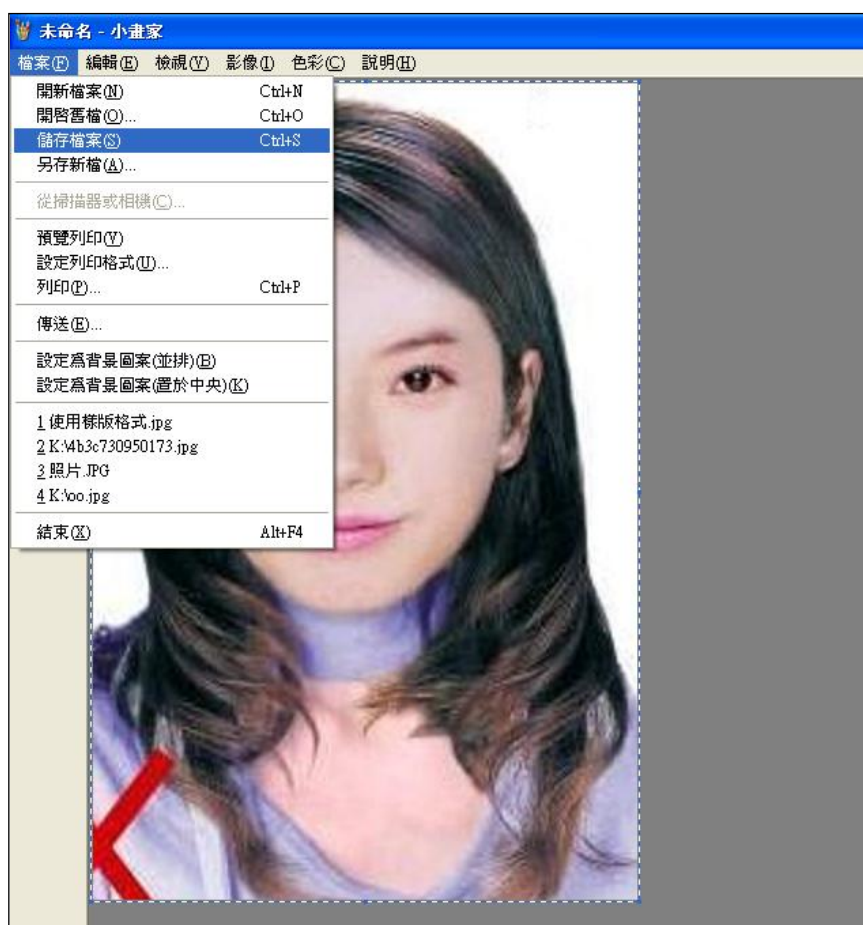 未命名 - 小畫家
檔案(F) 編輯(E) 檢視(V) 影像(I) 色彩(C) 說明(H)
開新檔案(N) Ctrl+N
開啓舊檔(O)... Ctrl+O
儲存檔案(S) Ctrl+S
另存新檔(A)...
從掃描器或相機(C)...
預覽列印(V)
設定列印格式(U)...
列印(P)... Ctrl+P
傳送(E)...
設定爲背景圖案(並排)(B)
設定爲背景圖案(置於中央)(K)
1 使用樣版格式.jpg
2 K:\4b3c730950173.jpg
3 照片.JPG
4 K:\oo.jpg
結束(X) Alt+F4